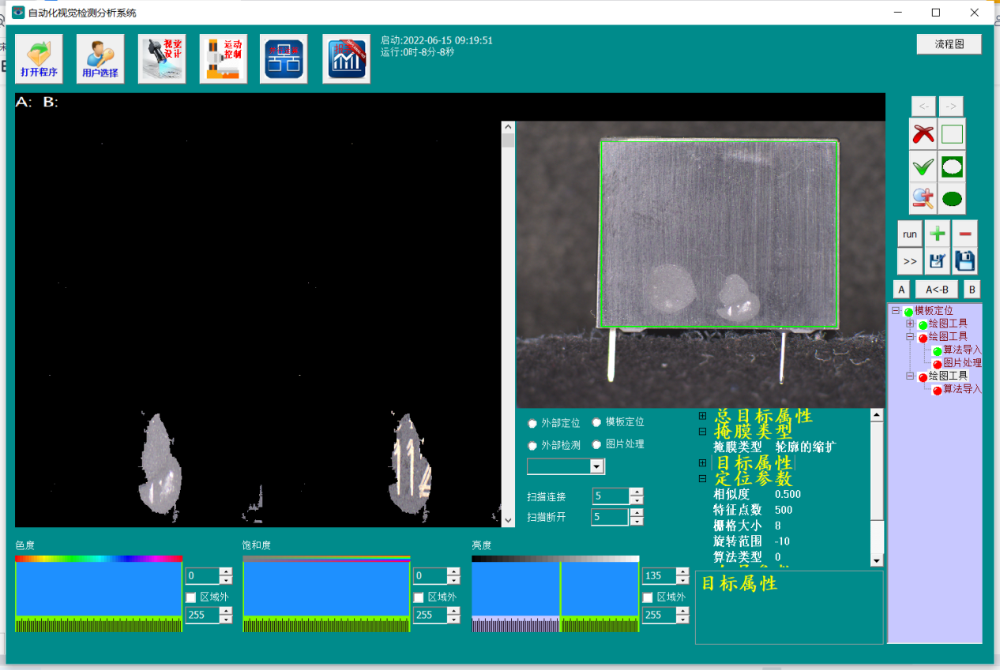 自动化视觉检测分析系统
打开程序
用户选择
视觉
设计
运动
控制
启动:2022-06-15 09:19:51
运行:0时-8分-8秒
流程图
A: B:
<- ->
run
>>
A A<-B B
模板定位
绘图工具
绘图工具
算法导入
图片处理
绘图工具
算法导入
外部定位 模板定位
外部检测 图片处理
扫描连接 5
扫描断开 5
总目标属性
掩膜类型
掩膜类型 轮廓的缩扩
目标属性
定位参数
相似度 0.500
特征点数 500
栅格大小 8
旋转范围 -10
算法类型 0
目标属性
色度
0
区域外
255
饱和度
0
区域外
255
亮度
135
区域外
255